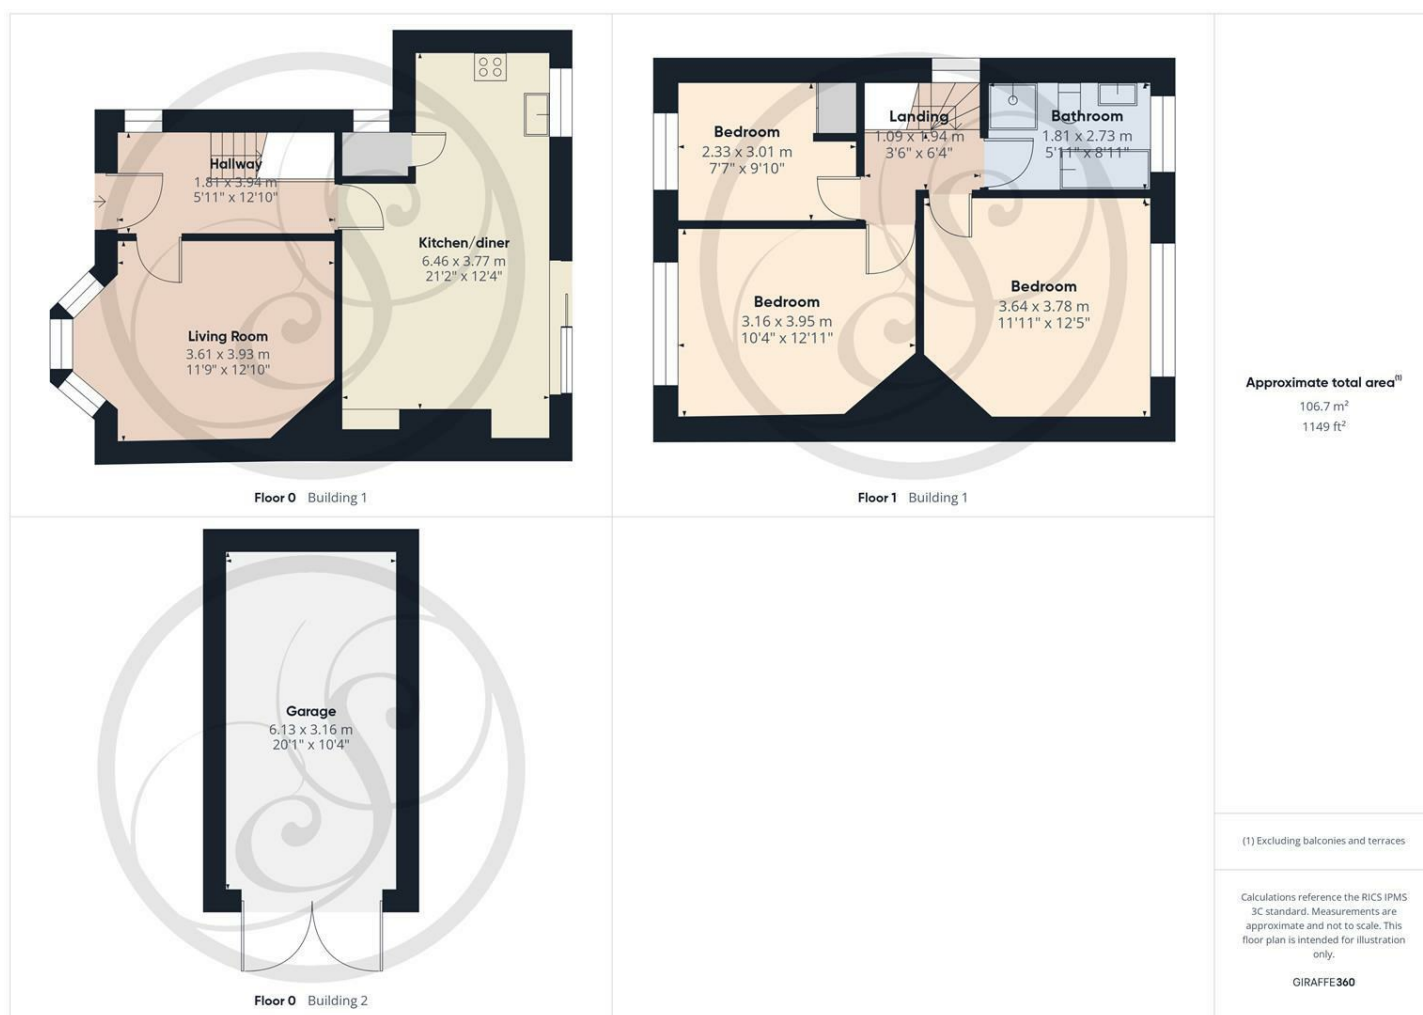 Hallway
1.81 x 3.94 m
5'11" x 12'10"
Kitchen/diner
6.46 x 3.77 m
21'2" x 12'4"
Living Room
3.61 x 3.93 m
11'9" x 12'10"
Floor 0 Building 1
Bedroom
2.33 x 3.01 m
7'7" x 9'10"
Landing
1.09 x 1.94 m
3'6" x 6'4"
Bathroom
1.81 x 2.73 m
5'11" x 8'11"
Bedroom
3.16 x 3.95 m
10'4" x 12'11"
Bedroom
3.64 x 3.78 m
11'11" x 12'5"
Floor 1 Building 1
Garage
6.13 x 3.16 m
20'1" x 10'4"
Floor 0 Building 2
Approximate total area(1)
106.7 m²
1149 ft²
(1) Excluding balconies and terraces
Calculations reference the RICS IPMS
3C standard. Measurements are
approximate and not to scale. This
floor plan is intended for illustration
only.
GIRAFFE360